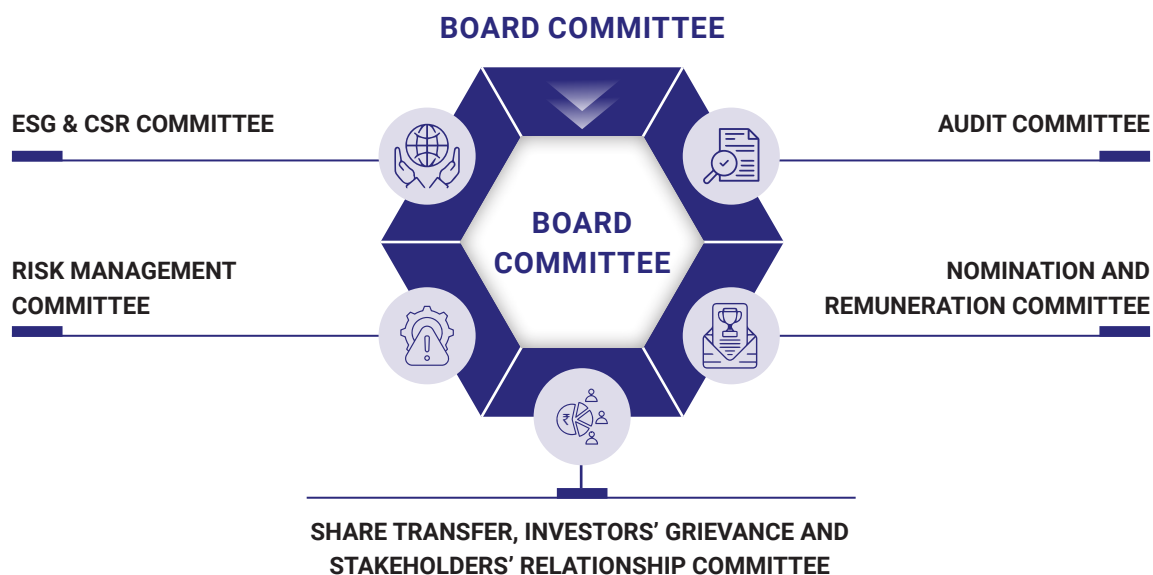 BOARD COMMITTEE
ESG & CSR COMMITTEE
AUDIT COMMITTEE
BOARD
COMMITTEE
RISK MANAGEMENT
COMMITTEE
NOMINATION AND
REMUNERATION COMMITTEE
₹
SHARE TRANSFER, INVESTORS’ GRIEVANCE AND
STAKEHOLDERS’ RELATIONSHIP COMMITTEE